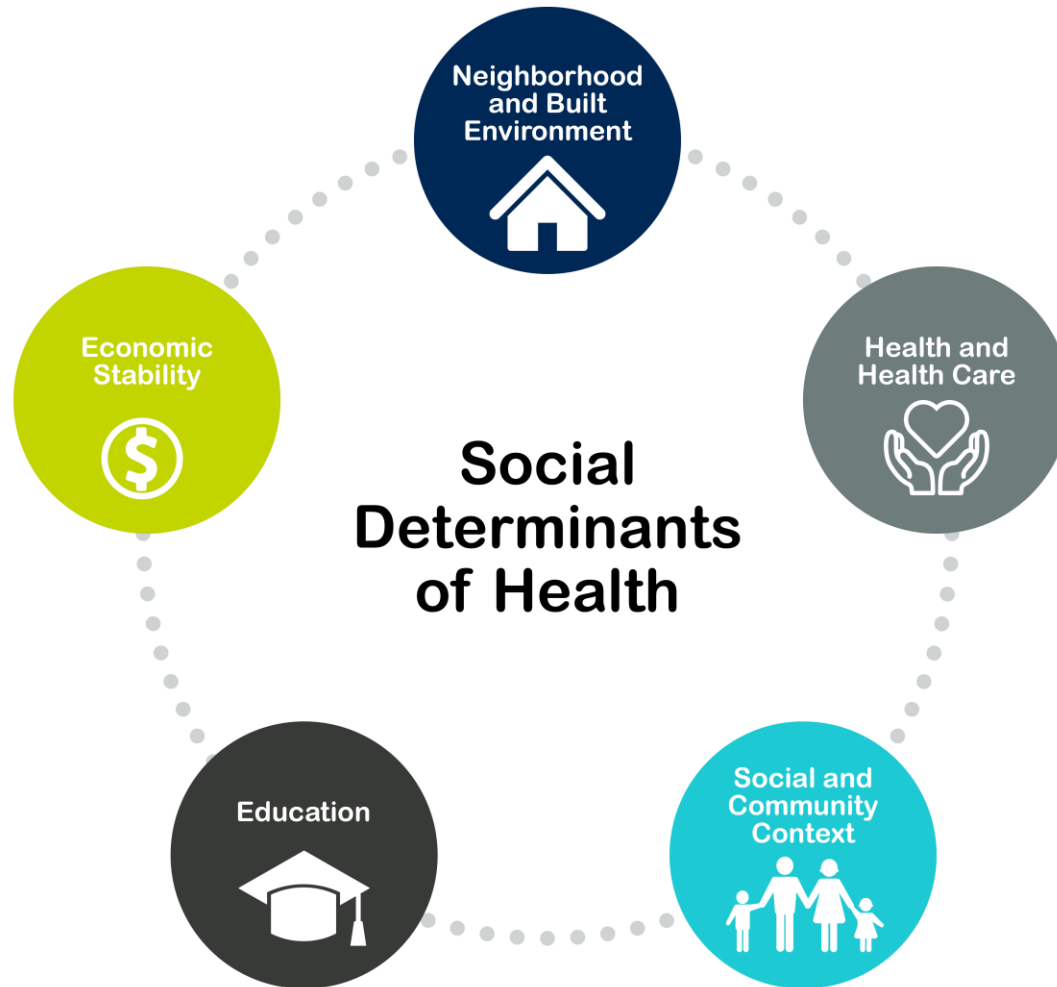 Neighborhood
and Built
Environment
Economic
Stability
$
Health and
Health Care
Social
Determinants
of Health
Education
Social and
Community
Context